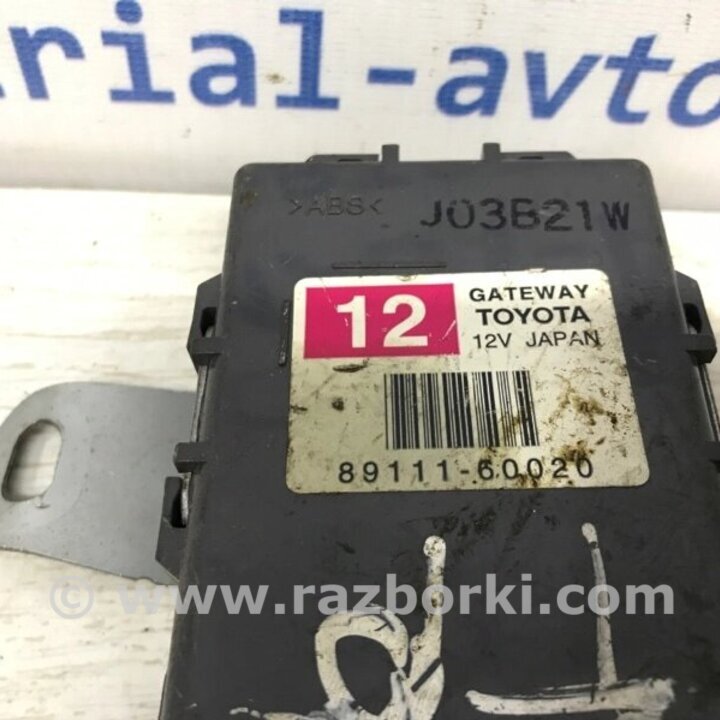 rial-avto
>ABS< J03B21W
12
GATEWAY
TOYOTA
12V JAPAN
89111-60020
© www.razborki.com